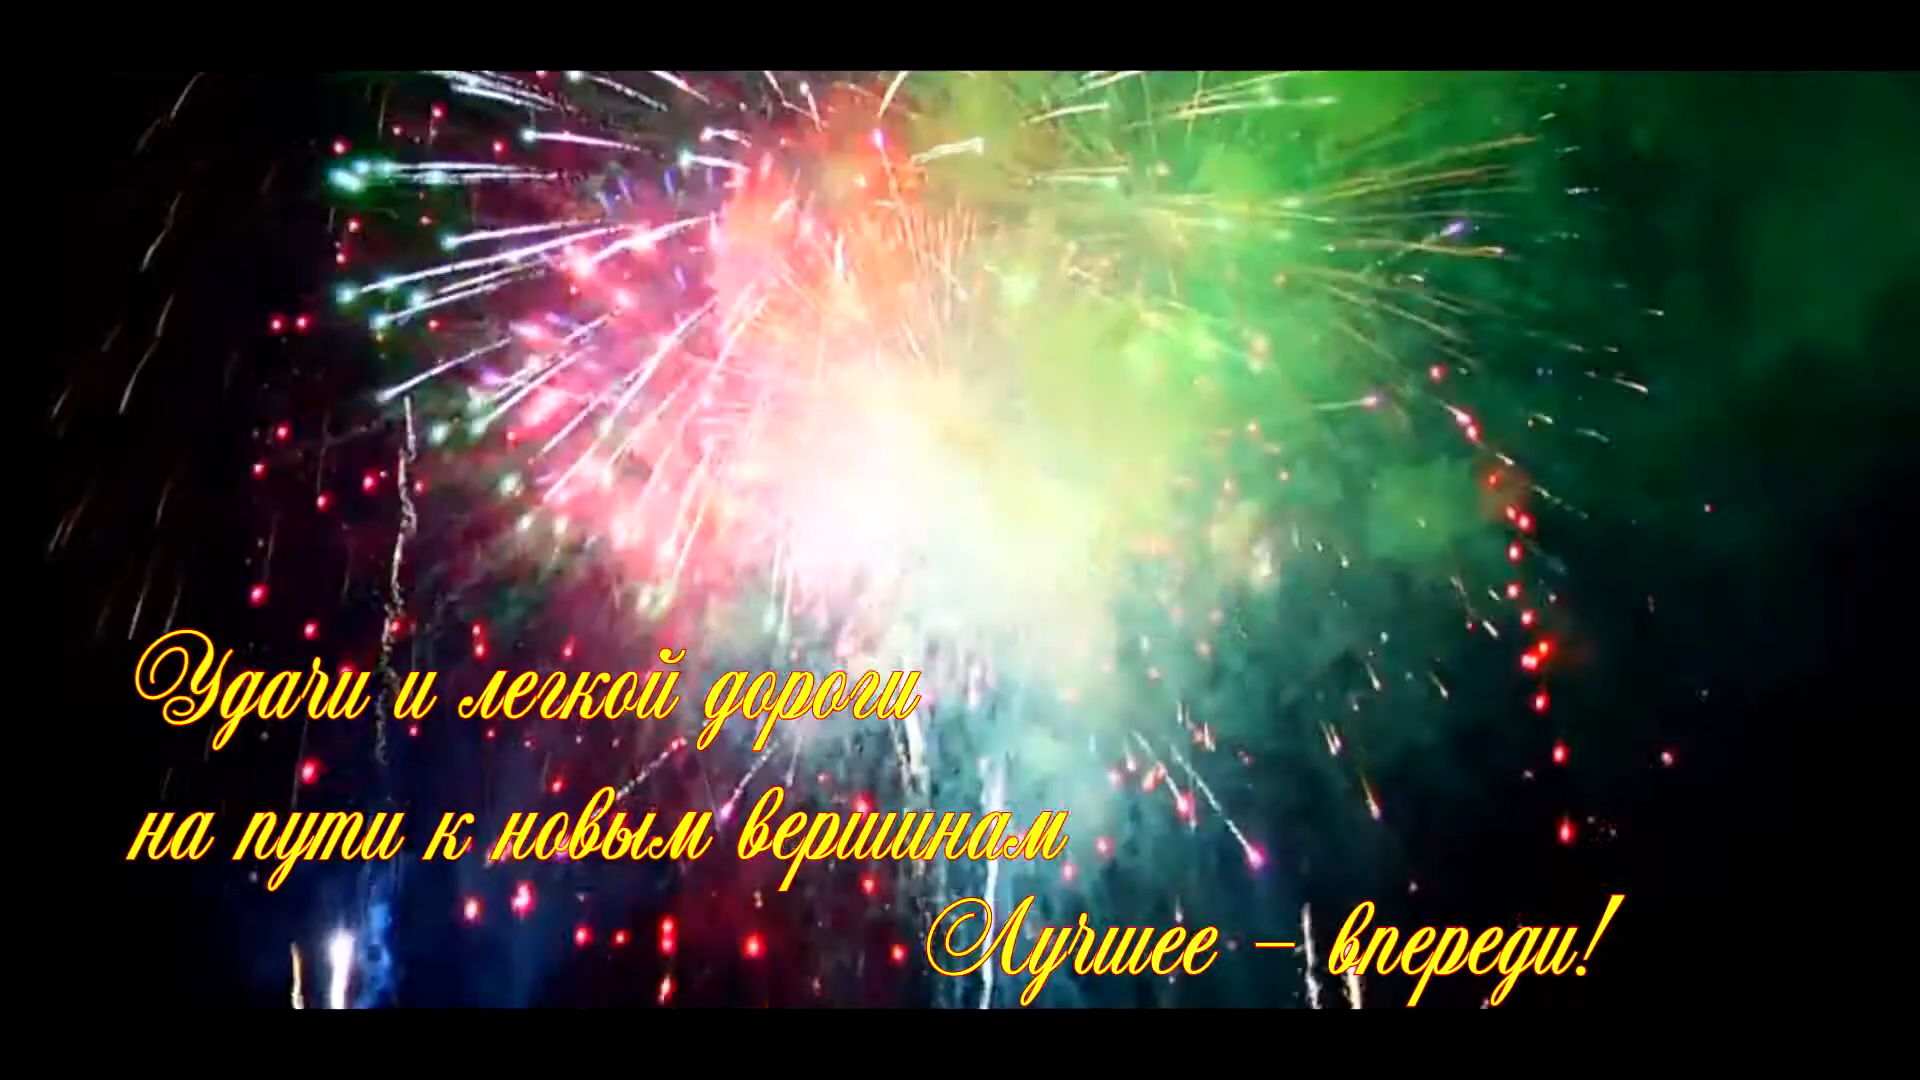 Удачи и легкой дороги
на пути к новым вершинам
Лучшее – впереди!